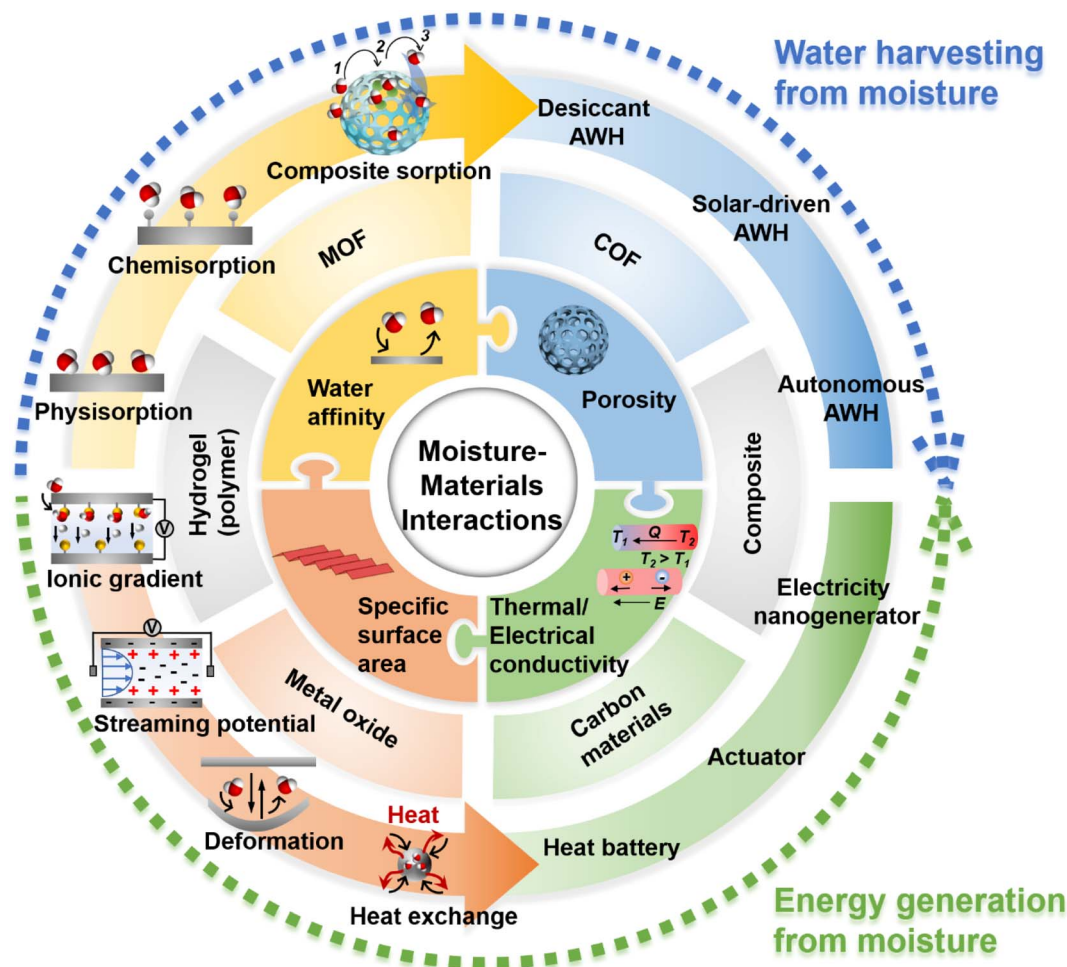 Water harvesting
from moisture
1
2
3
Composite sorption
Desiccant
AWH
Solar-driven
AWH
Autonomous
AWH
Chemisorption
Physisorption
MOF
COF
Hydrogel
(polymer)
Composite
Metal oxide
Carbon
materials
Water
affinity
Porosity
Moisture-
Materials
Interactions
Specific
surface
area
Thermal/
Electrical
conductivity
T1 Q T2
T2 > T1
+ -
E
V
Ionic gradient
V
- - - - - -
+ + + + +
- - - -
- - - -
+ + + + +
- - - - - -
Streaming potential
Deformation
Heat
Heat exchange
Electricity
nanogenerator
Actuator
Heat battery
Energy generation
from moisture